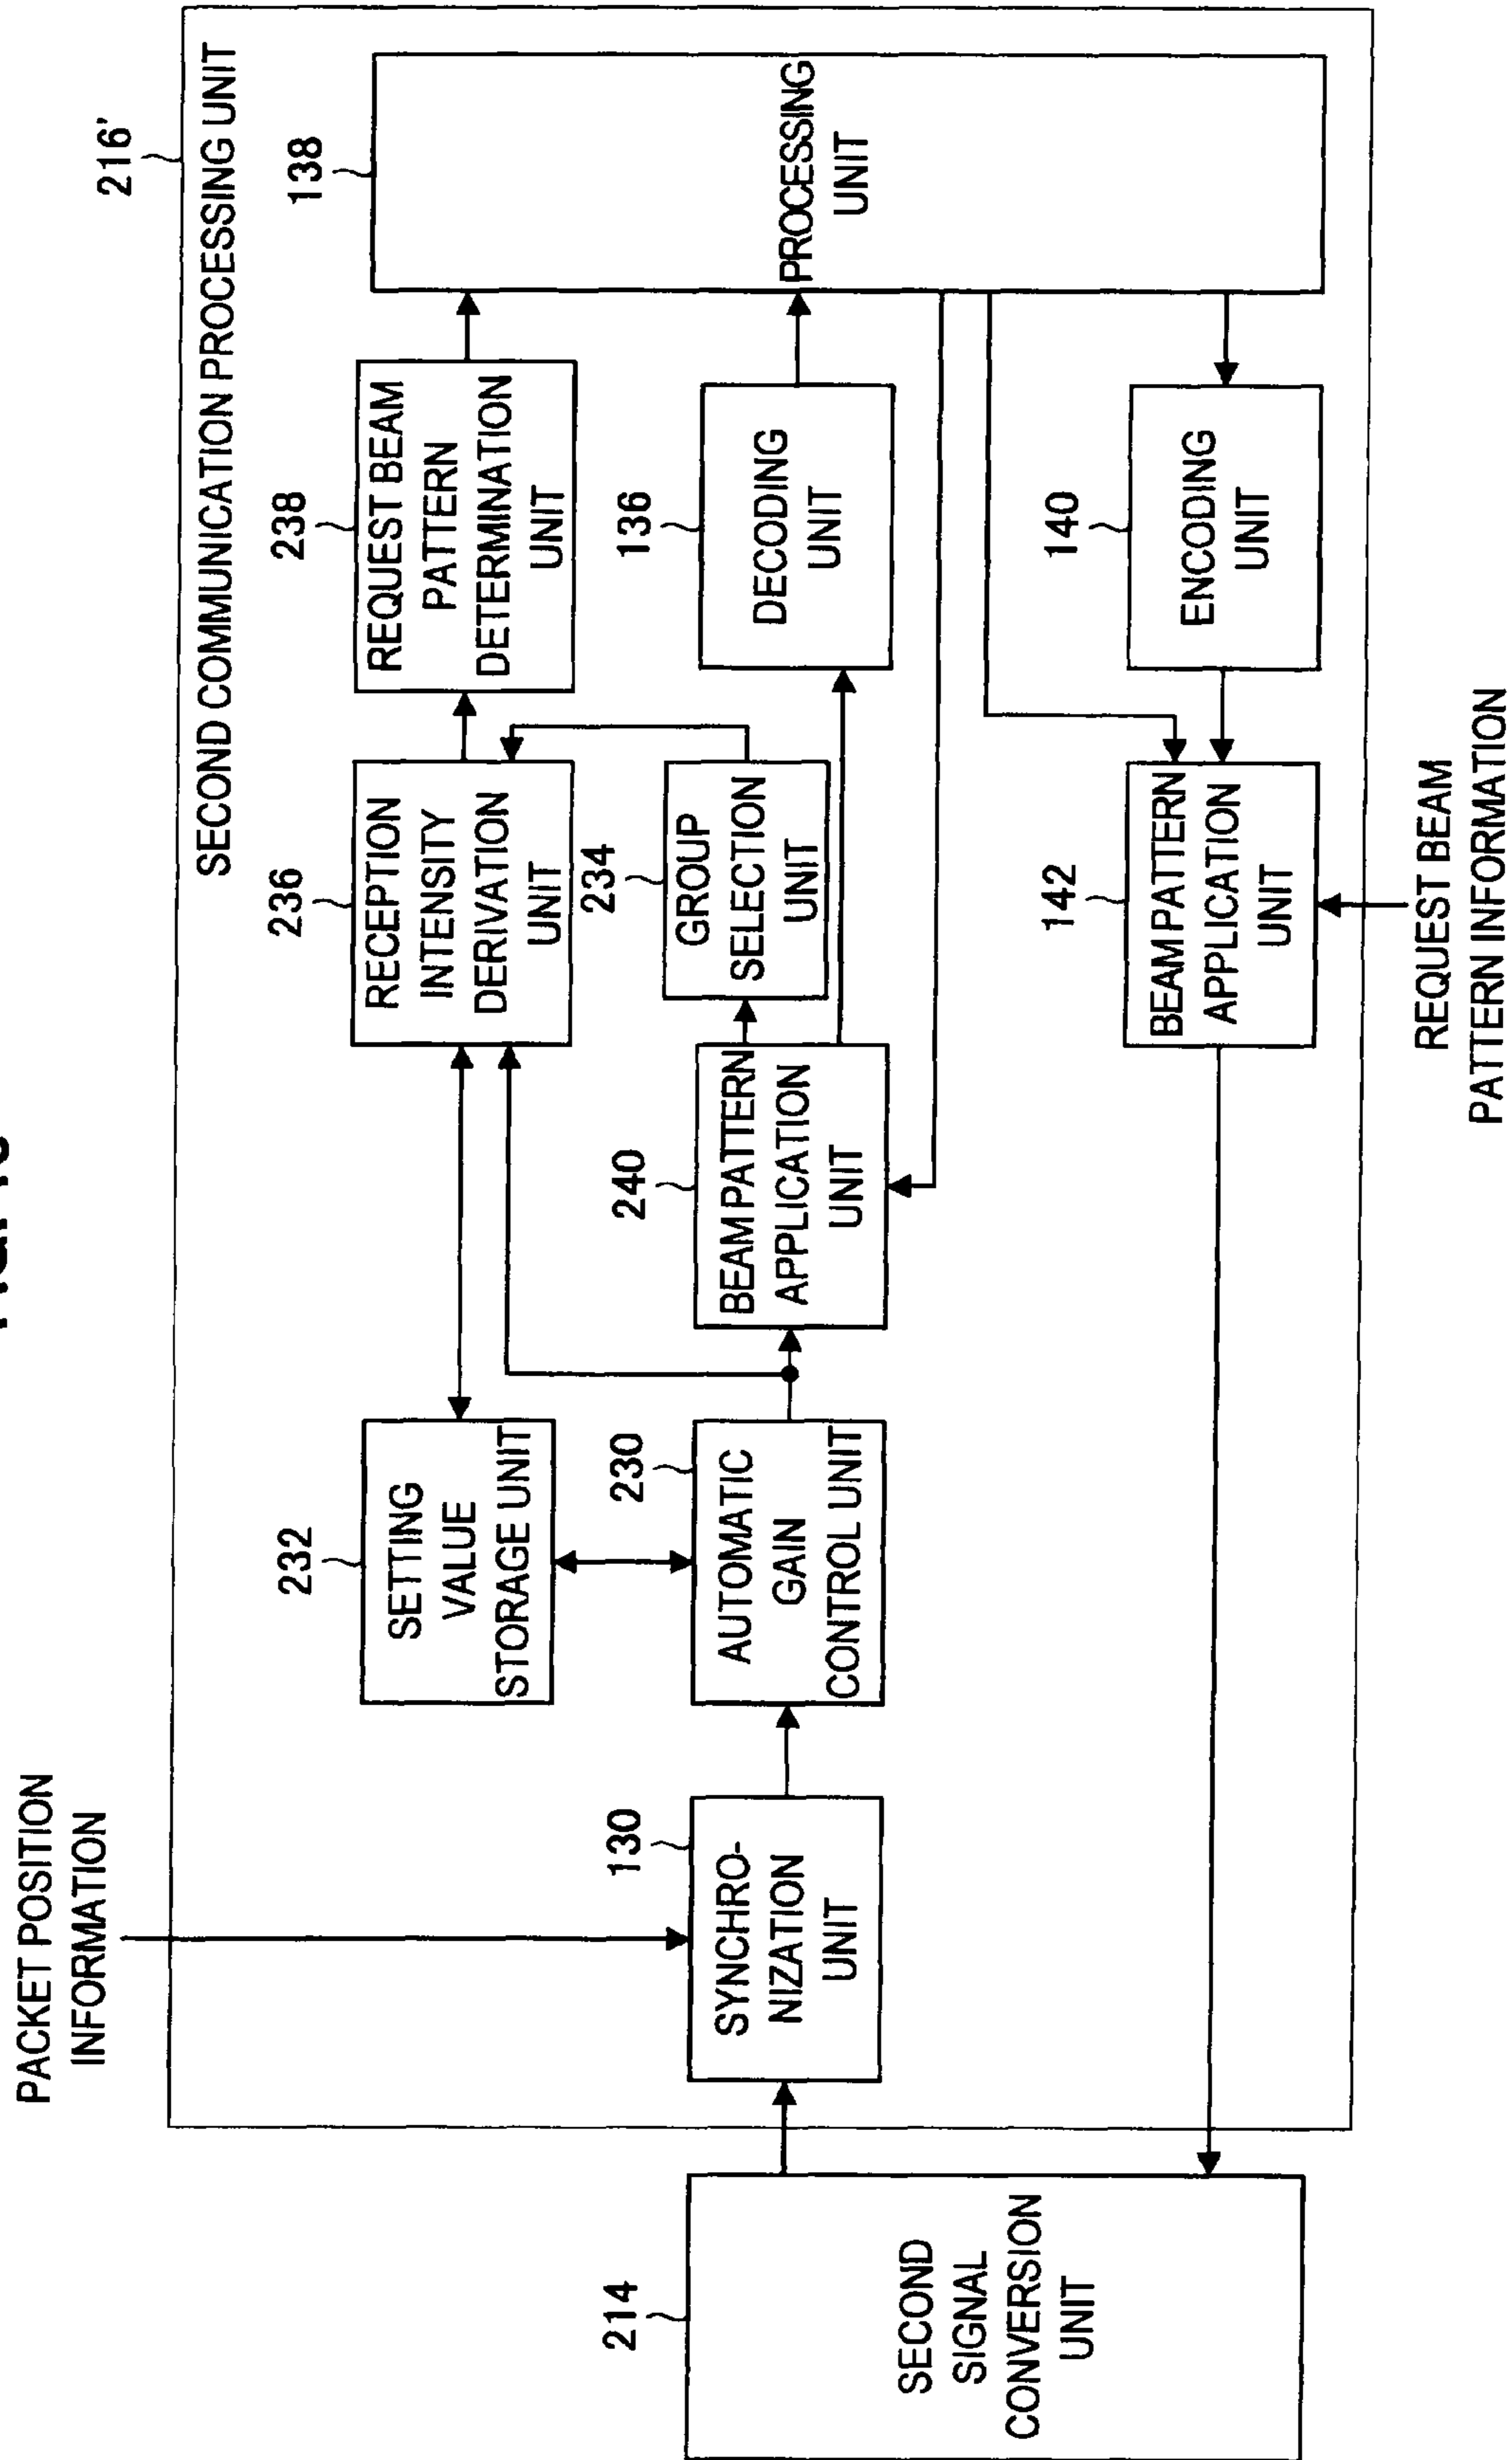 SECOND COMMUNICATION PROCESSING UNIT
216'
PACKET POSITION
INFORMATION
232
SETTING
VALUE
STORAGE UNIT
236
RECEPTION
INTENSITY
DERIVATION
UNIT
238
REQUEST BEAM
PATTERN
DETERMINATION
UNIT
138
PROCESSING
UNIT
214
SECOND
SIGNAL
CONVERSION
UNIT
130
SYNCHRO-
NIZATION
UNIT
230
AUTOMATIC
GAIN
CONTROL UNIT
240
BEAM PATTERN
APPLICATION
UNIT
234
GROUP
SELECTION
UNIT
136
DECODING
UNIT
142
BEAM PATTERN
APPLICATION
UNIT
140
ENCODING
UNIT
REQUEST BEAM
PATTERN INFORMATION